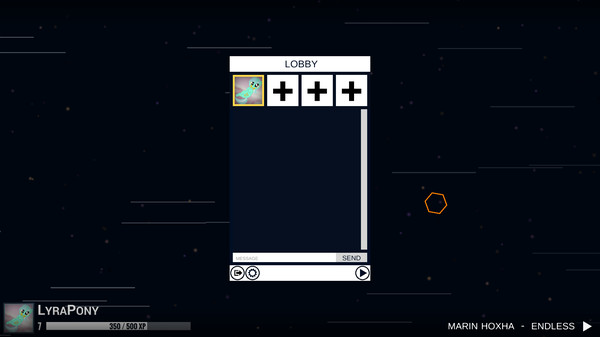 LOBBY
MESSAGE
SEND
LYRAPONY
7
350 / 500 XP
MARIN HOXHA - ENDLESS